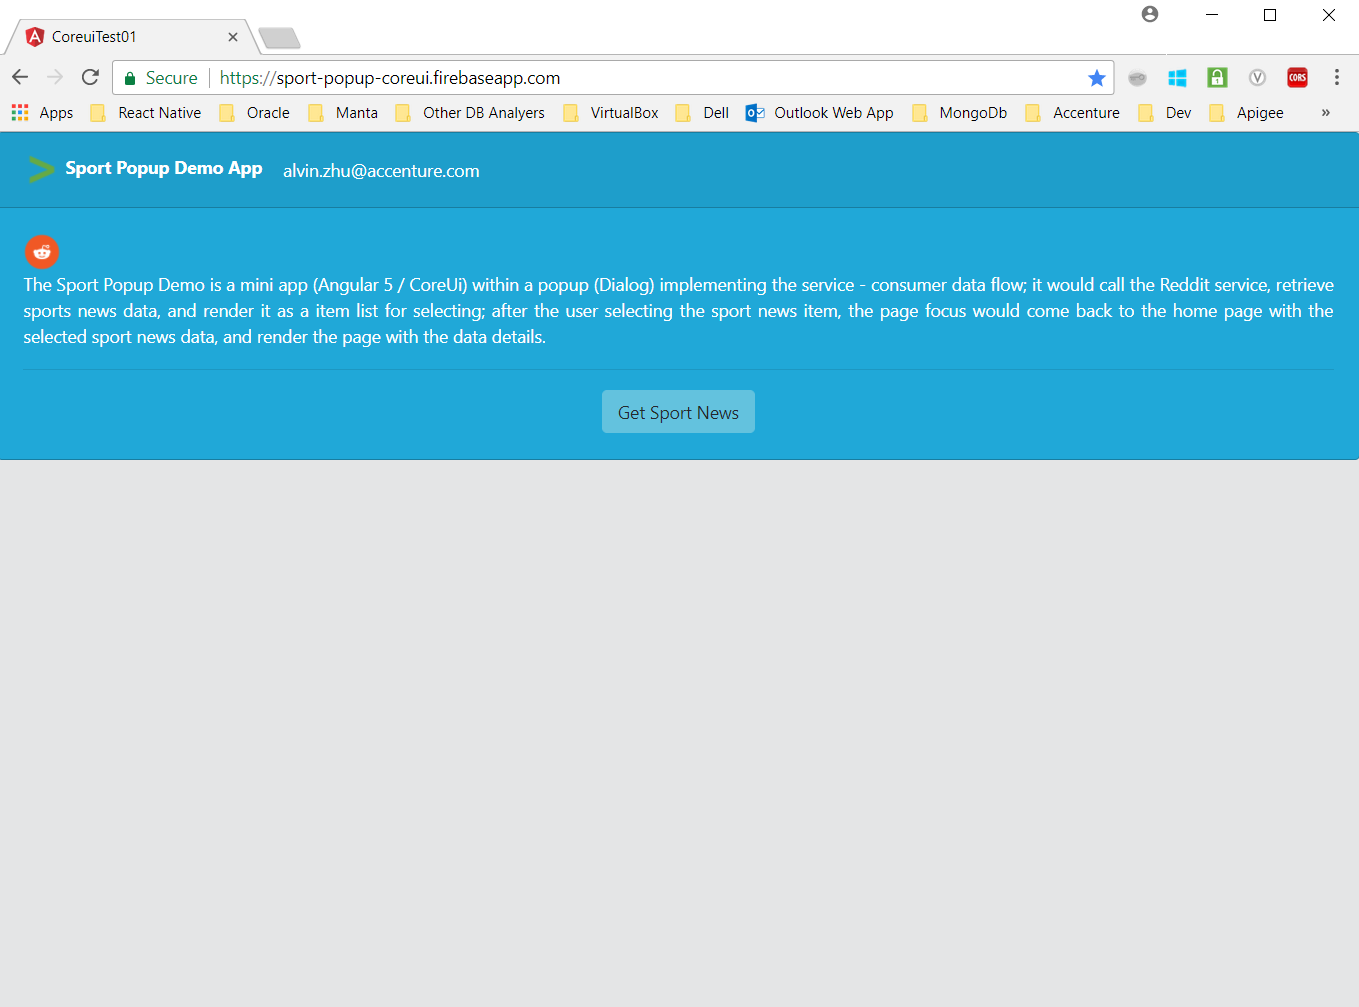 CoreuiTest01
Secure https://sport-popup-coreui.firebaseapp.com
CORS
Apps React Native Oracle Manta Other DB Analyers VirtualBox Dell Outlook Web App MongoDb Accenture Dev Apigee »
Sport Popup Demo App alvin.zhu@accenture.com
The Sport Popup Demo is a mini app (Angular 5 / CoreUi) within a popup (Dialog) implementing the service - consumer data flow; it would call the Reddit service, retrieve
sports news data, and render it as a item list for selecting; after the user selecting the sport news item, the page focus would come back to the home page with the
selected sport news data, and render the page with the data details.
Get Sport News